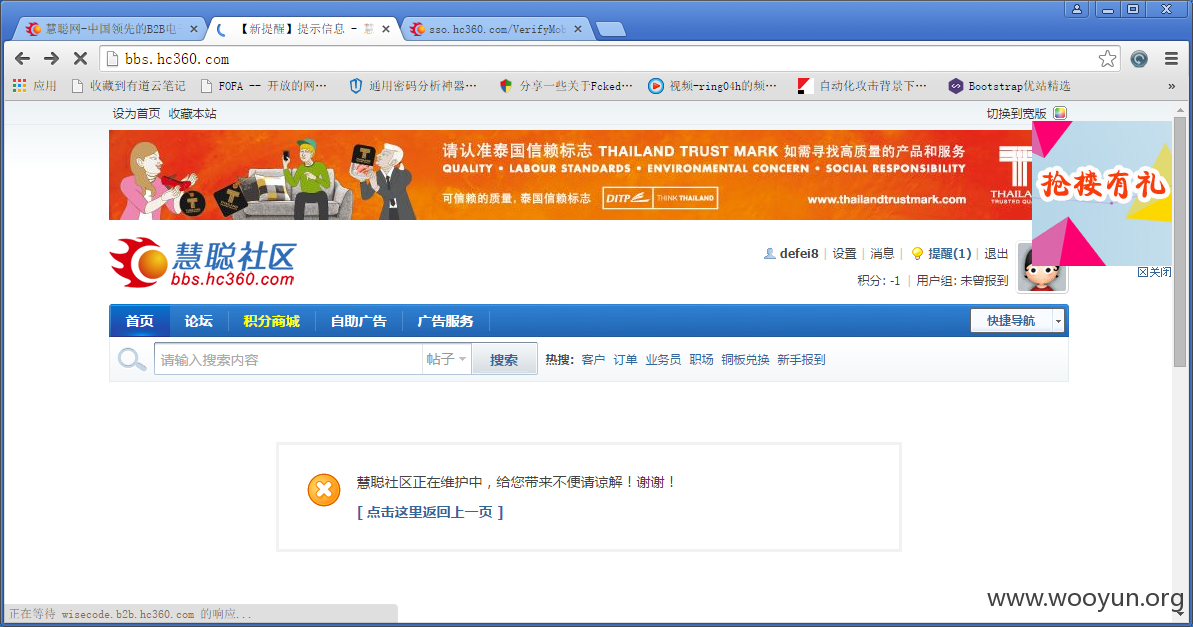 慧聪网-中国领先的B2B电
【新提醒】提示信息 - 慧
sso.hc360.com/VerifyMob
bbs.hc360.com
应用 收藏到有道云笔记 FOFA -- 开放的网… 通用密码分析神器… 分享一些关于Fcked… 视频-ring04h的频… 自动化攻击背景下… Bootstrap优站精选 »
设为首页 收藏本站 切换到宽版
请认准泰国信赖标志 THAILAND TRUST MARK 如需寻找高质量的产品和服务
QUALITY • LABOUR STANDARDS • ENVIRONMENTAL CONCERN • SOCIAL RESPONSIBILITY
可信赖的质量, 泰国信赖标志 DITP THINK THAILAND www.thailandtrustmark.com
THAILA
TRUSTED QU
抢楼有礼
关闭
慧聪社区
bbs.hc360.com
defei8 | 设置 | 消息 | 提醒(1) | 退出
积分: -1 | 用户组: 未曾报到
首页 论坛 积分商城 自助广告 广告服务 快捷导航
请输入搜索内容 帖子 搜索 热搜: 客户 订单 业务员 职场 铜板兑换 新手报到
慧聪社区正在维护中，给您带来不便请谅解！谢谢！
[ 点击这里返回上一页 ]
正在等待 wisecode.b2b.hc360.com 的响应...
www.wooyun.org